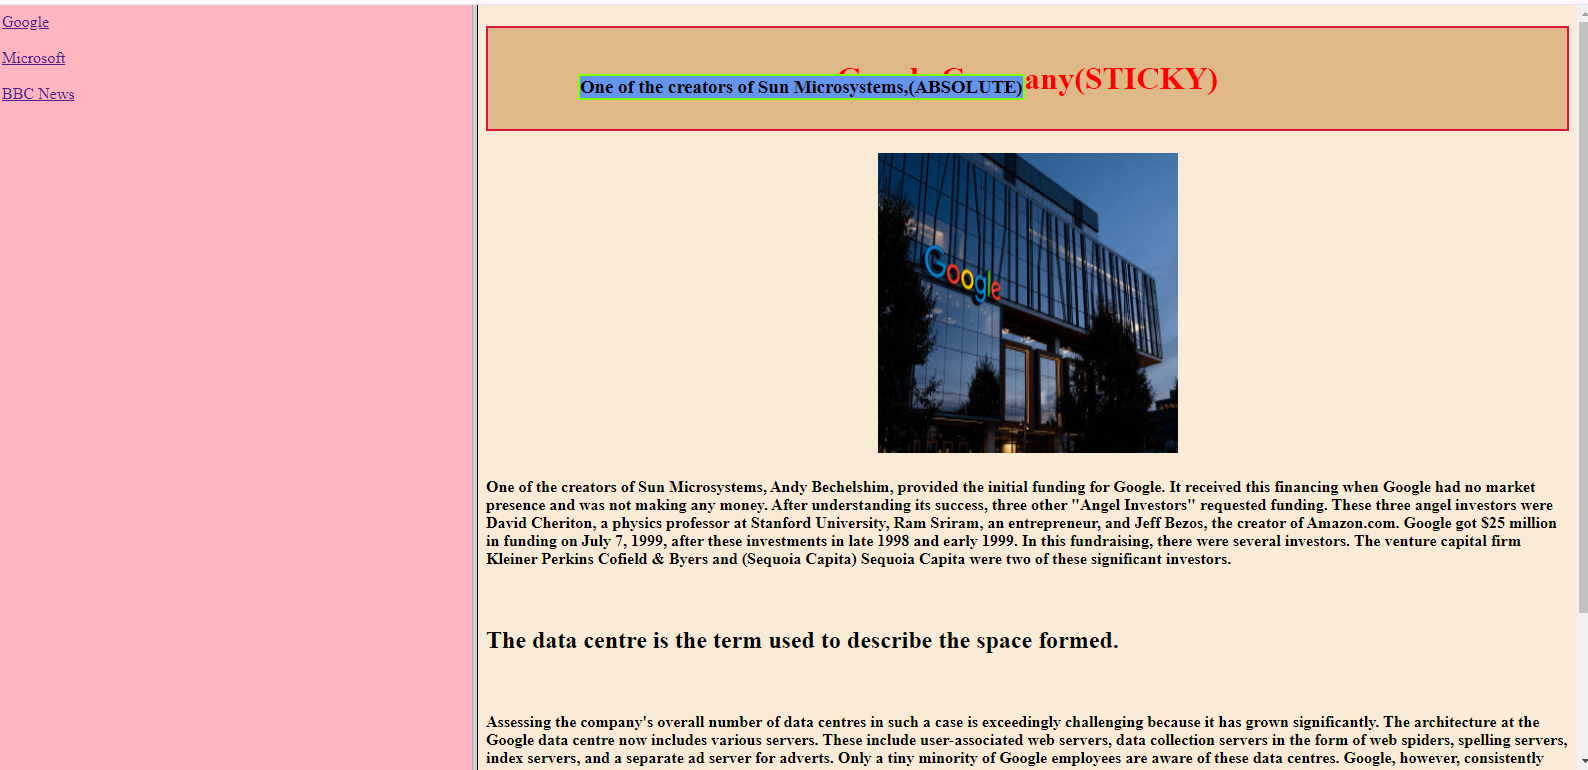 Google
Microsoft
BBC News
any(STICKY)
One of the creators of Sun Microsystems,(ABSOLUTE)
Google
One of the creators of Sun Microsystems, Andy Bechelshim, provided the initial funding for Google. It received this financing when Google had no market
presence and was not making any money. After understanding its success, three other "Angel Investors" requested funding. These three angel investors were
David Cheriton, a physics professor at Stanford University, Ram Sriram, an entrepreneur, and Jeff Bezos, the creator of Amazon.com. Google got $25 million
in funding on July 7, 1999, after these investments in late 1998 and early 1999. In this fundraising, there were several investors. The venture capital firm
Kleiner Perkins Cofield & Byers and (Sequoia Capita) Sequoia Capita were two of these significant investors.
The data centre is the term used to describe the space formed.
Assessing the company's overall number of data centres in such a case is exceedingly challenging because it has grown significantly. The architecture at the
Google data centre now includes various servers. These include user-associated web servers, data collection servers in the form of web spiders, spelling servers,
index servers, and a separate ad server for adverts. Only a tiny minority of Google employees are aware of these data centres. Google, however, consistently